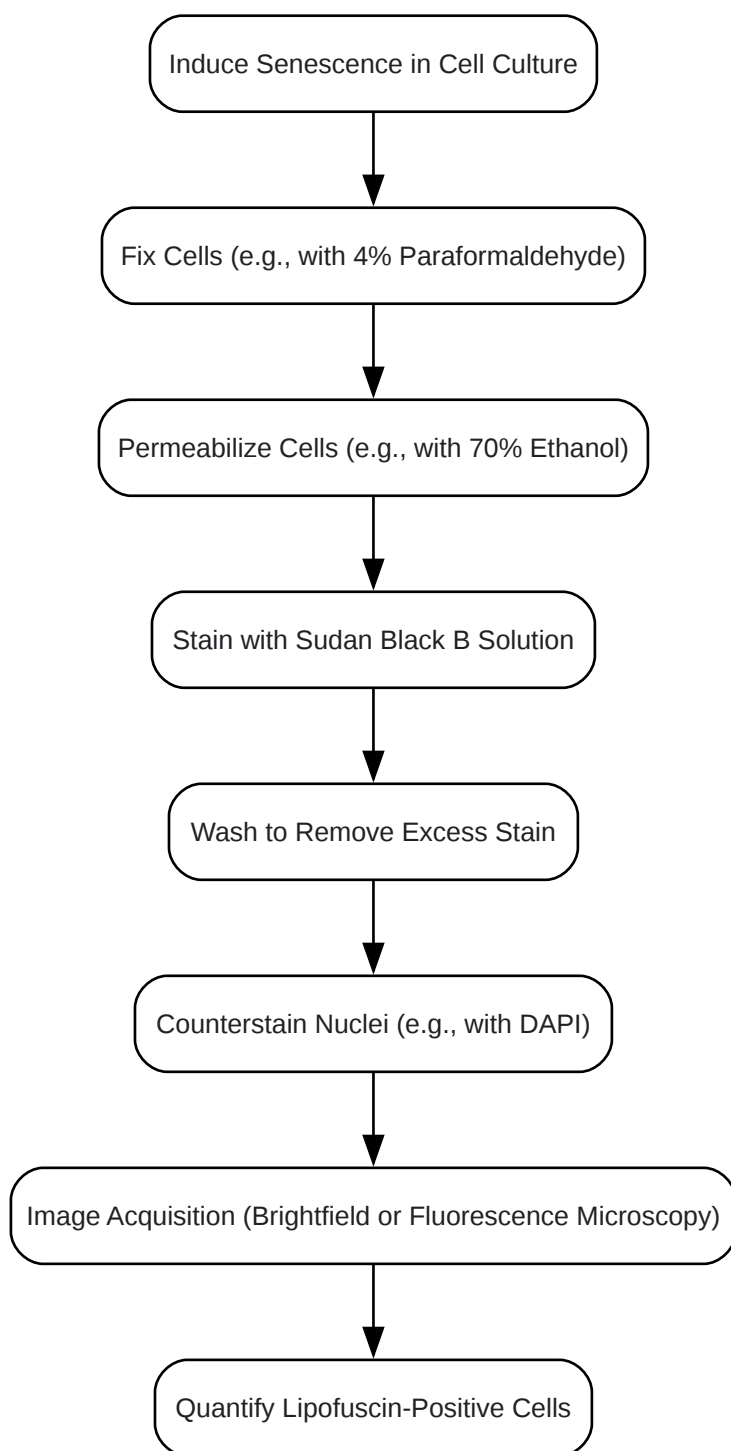 Induce Senescence in Cell Culture
Fix Cells (e.g., with 4% Paraformaldehyde)
Permeabilize Cells (e.g., with 70% Ethanol)
Stain with Sudan Black B Solution
Wash to Remove Excess Stain
Counterstain Nuclei (e.g., with DAPI)
Image Acquisition (Brightfield or Fluorescence Microscopy)
Quantify Lipofuscin-Positive Cells